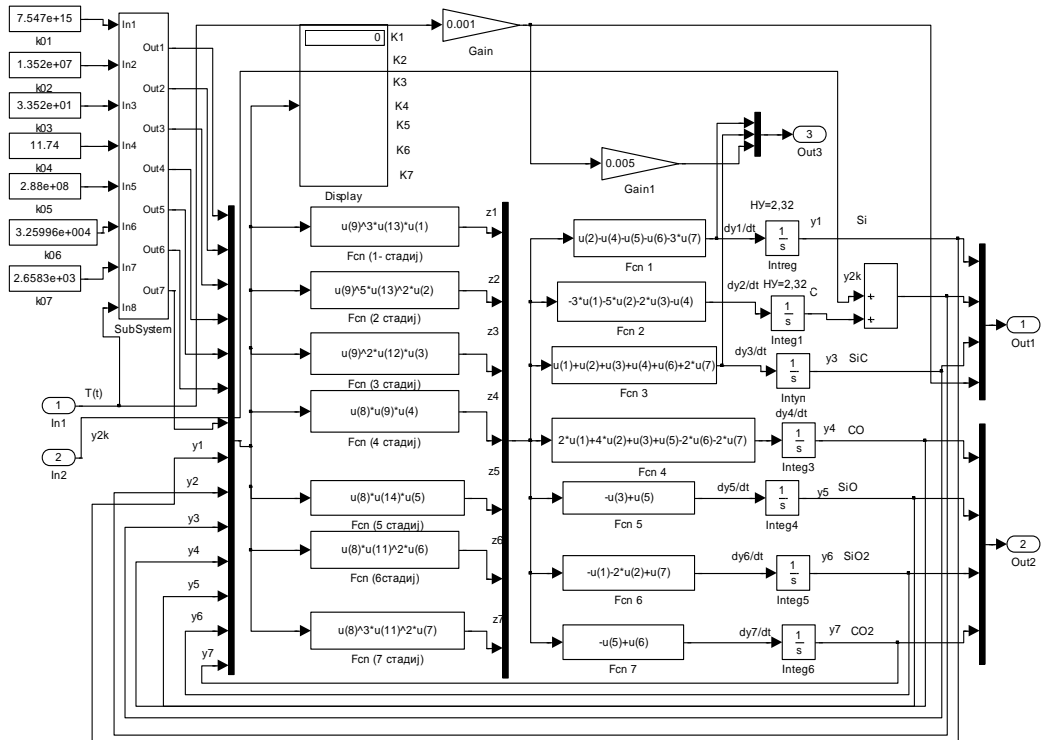 7.547e+15
k01
1.352e+07
k02
3.352e+01
k03
11.74
k04
2.88e+08
k05
3.25996e+004
k06
2.6583e+03
k07
In1
In2
In3
In4
In5
In6
In7
In8
Out1
Out2
Out3
Out4
Out5
Out6
Out7
SubSystem
0
K1
K2
K3
K4
K5
K6
K7
Display
0.001
Gain
0.005
Gain1
3
Out3
T(t)
1
In1
y2k
2
In2
y1
y2
y3
y4
y5
y6
y7
u(9)^3*u(13)*u(1)
Fcn (1- стадиј)
u(9)^5*u(13)^2*u(2)
Fcn (2 стадиј)
u(9)^2*u(12)*u(3)
Fcn (3 стадиј)
u(8)*u(9)*u(4)
Fcn (4 стадиј)
u(8)*u(14)*u(5)
Fcn (5 стадиј)
u(8)*u(11)^2*u(6)
Fcn (6стадиј)
u(8)^3*u(11)^2*u(7)
Fcn (7 стадиј)
z1
z2
z3
z4
z5
z6
z7
u(2)-u(4)-u(5)-u(6)-3*u(7)
Fcn 1
-3*u(1)-5*u(2)-2*u(3)-u(4)
Fcn 2
u(1)+u(2)+u(3)+u(4)+u(6)+2*u(7)
Fcn 3
2*u(1)+4*u(2)+u(3)+u(5)-2*u(6)-2*u(7)
Fcn 4
-u(3)+u(5)
Fcn 5
-u(1)-2*u(2)+u(7)
Fcn 6
-u(5)+u(6)
Fcn 7
НУ=2,32
dy1/dt
1
s
Integ
y1
Si
dy2/dt
НУ=2,32
1
s
Integ1
C
y2k
+
+
dy3/dt
1
s
Intуп
y3
SiC
dy4/dt
1
s
Integ3
y4
CO
dy5/dt
1
s
Integ4
y5
SiO
dy6/dt
1
s
Integ5
y6
SiO2
dy7/dt
1
s
Integ6
y7
CO2
1
Out1
2
Out2